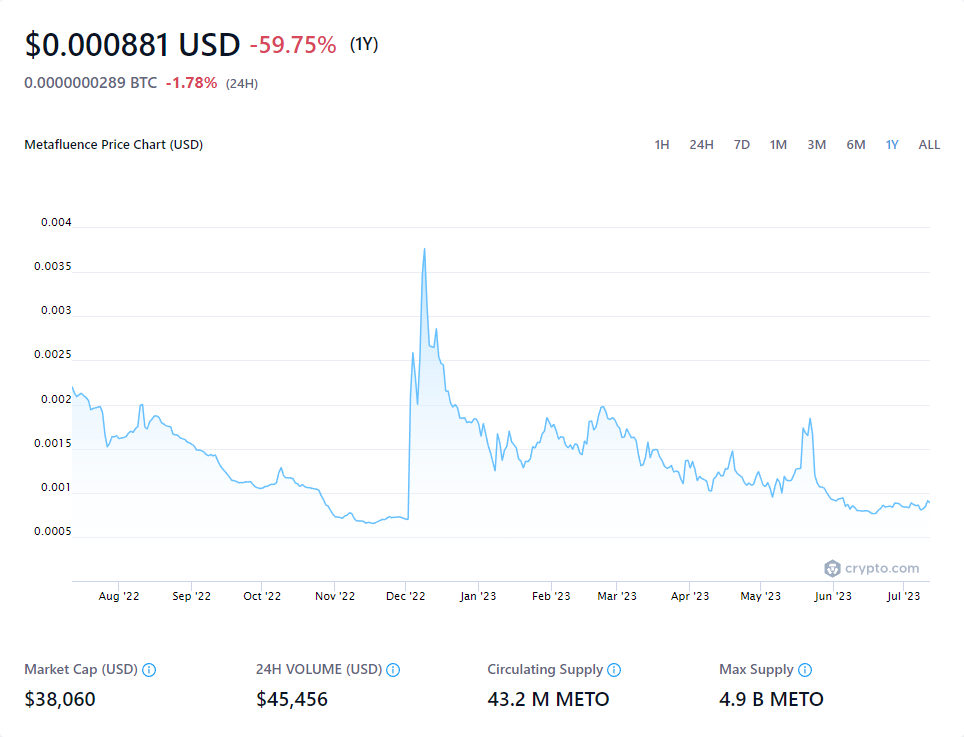 $0.000881 USD -59.75% (1Y)
0.0000000289 BTC -1.78% (24H)
Metafluence Price Chart (USD) 1H 24H 7D 1M 3M 6M 1Y ALL
0.004
0.0035
0.003
0.0025
0.002
0.0015
0.001
0.0005
crypto.com
Aug '22 Sep '22 Oct '22 Nov '22 Dec '22 Jan '23 Feb '23 Mar '23 Apr '23 May '23 Jun '23 Jul '23
Market Cap (USD) 24H VOLUME (USD) Circulating Supply Max Supply
$38,060 $45,456 43.2 M METO 4.9 B METO